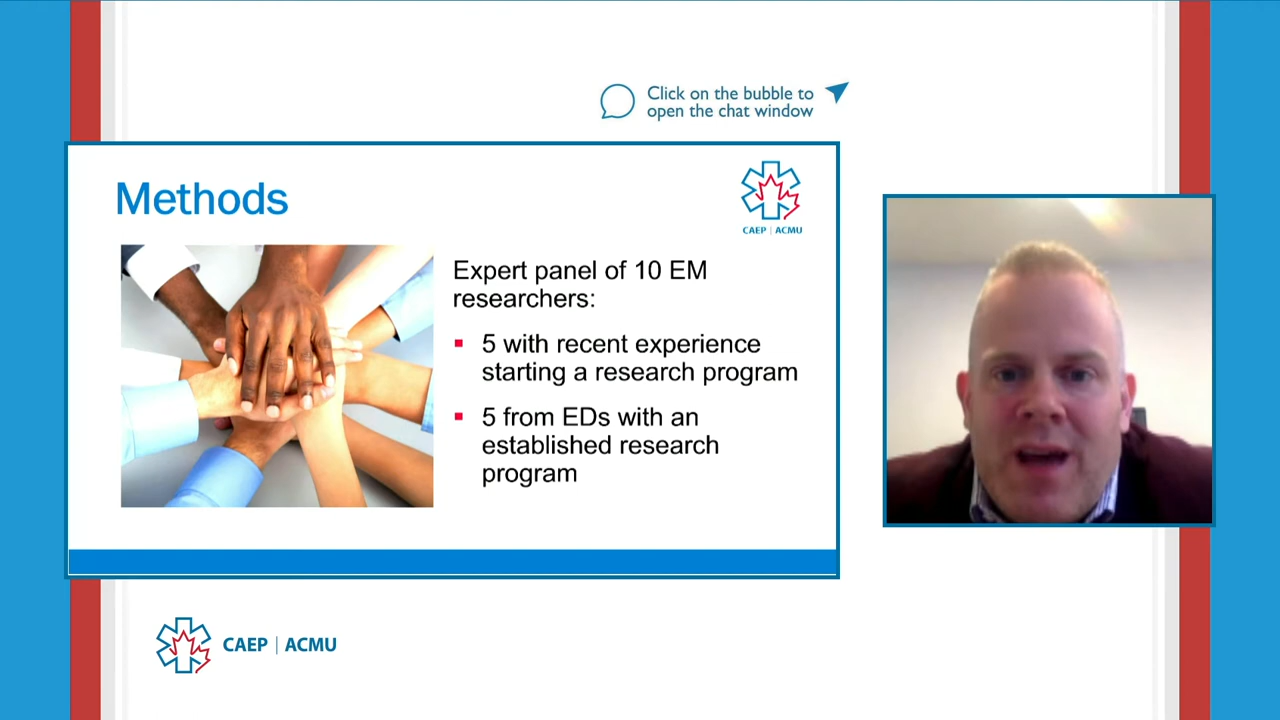 Click on the bubble to
open the chat window
Methods
CAEP | ACMU
Expert panel of 10 EM
researchers:
5 with recent experience
starting a research program
5 from EDs with an
established research
program
CAEP | ACMU